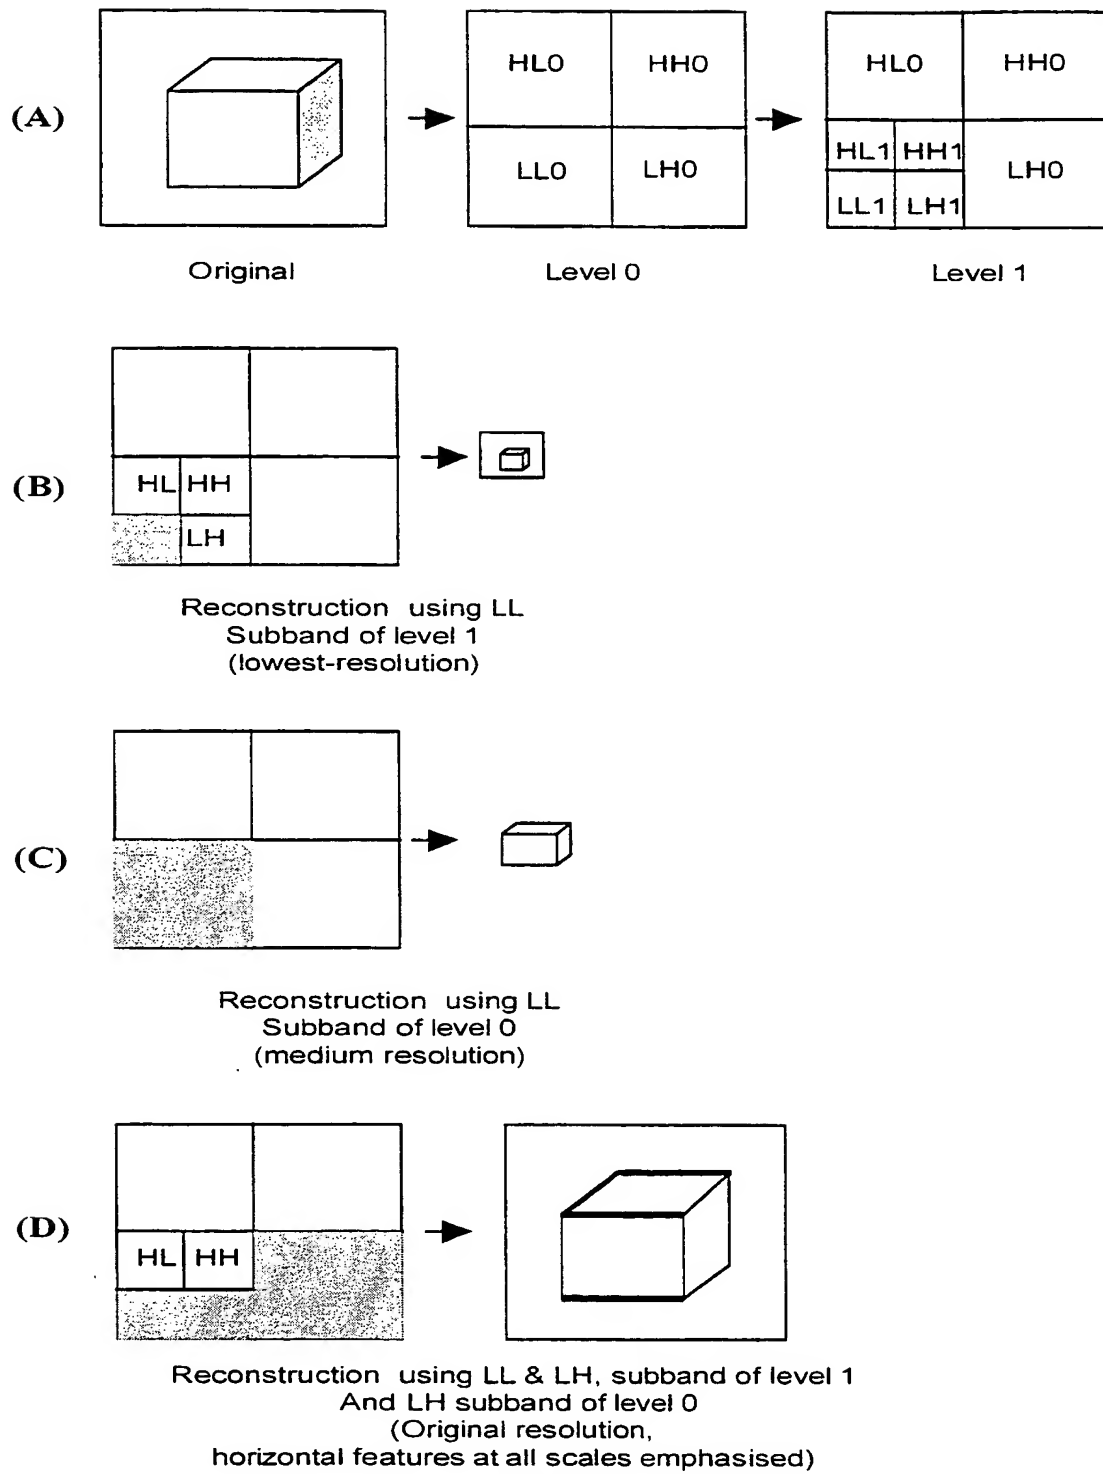 HL0 HH0 HL0 HH0
(A)
HL1 HH1
LL0 LH0 LH0
LL1 LH1
Original Level 0 Level 1
HL HH
(B)
LH
Reconstruction using LL
Subband of level 1
(lowest-resolution)
(C)
Reconstruction using LL
Subband of level 0
(medium resolution)
(D)
HL HH
Reconstruction using LL & LH, subband of level 1
And LH subband of level 0
(Original resolution,
horizontal features at all scales emphasised)